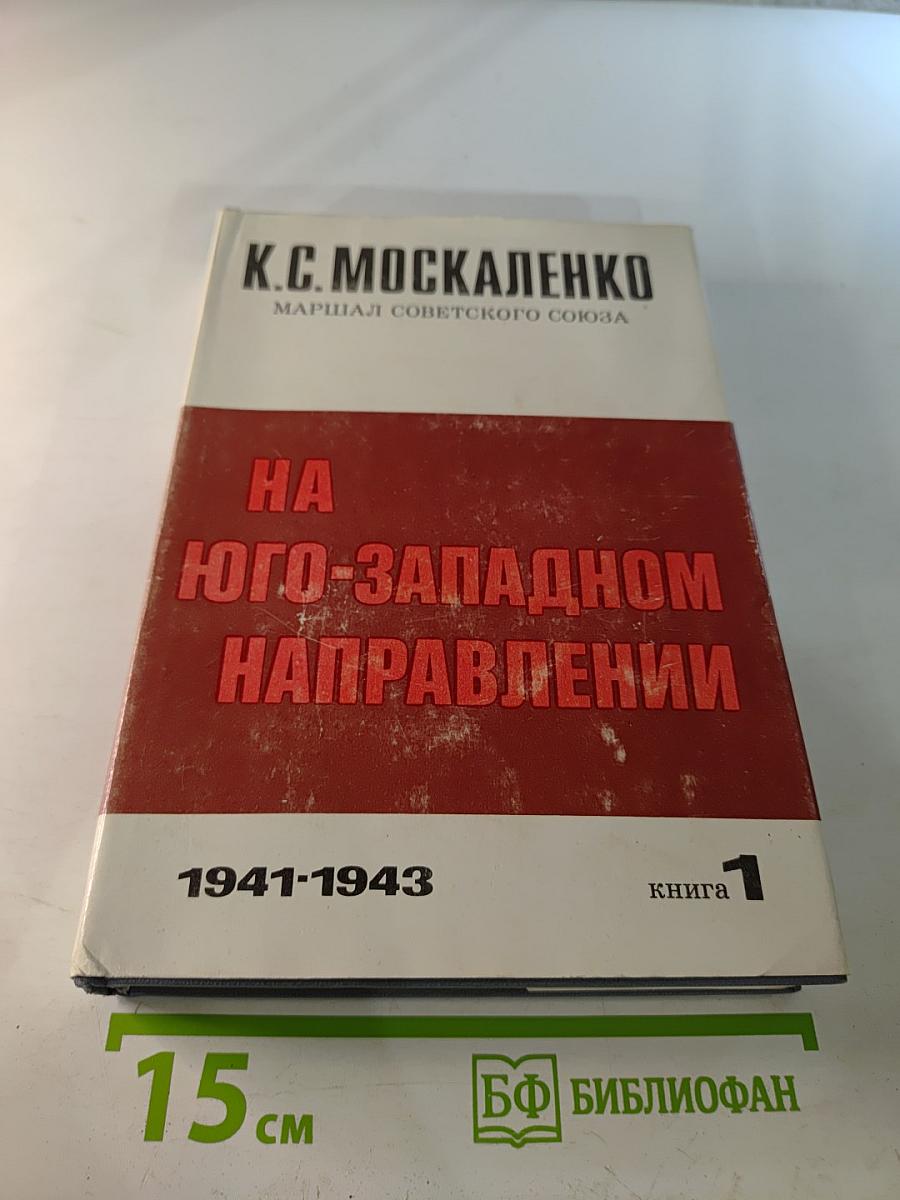 К.С. МОСКАЛЕНКО
МАРШАЛ СОВЕТСКОГО СОЮЗА
НА
ЮГО-ЗАПАДНОМ
НАПРАВЛЕНИИ
1941-1943
книга 1
15 см
БФ БИБЛИОФАН